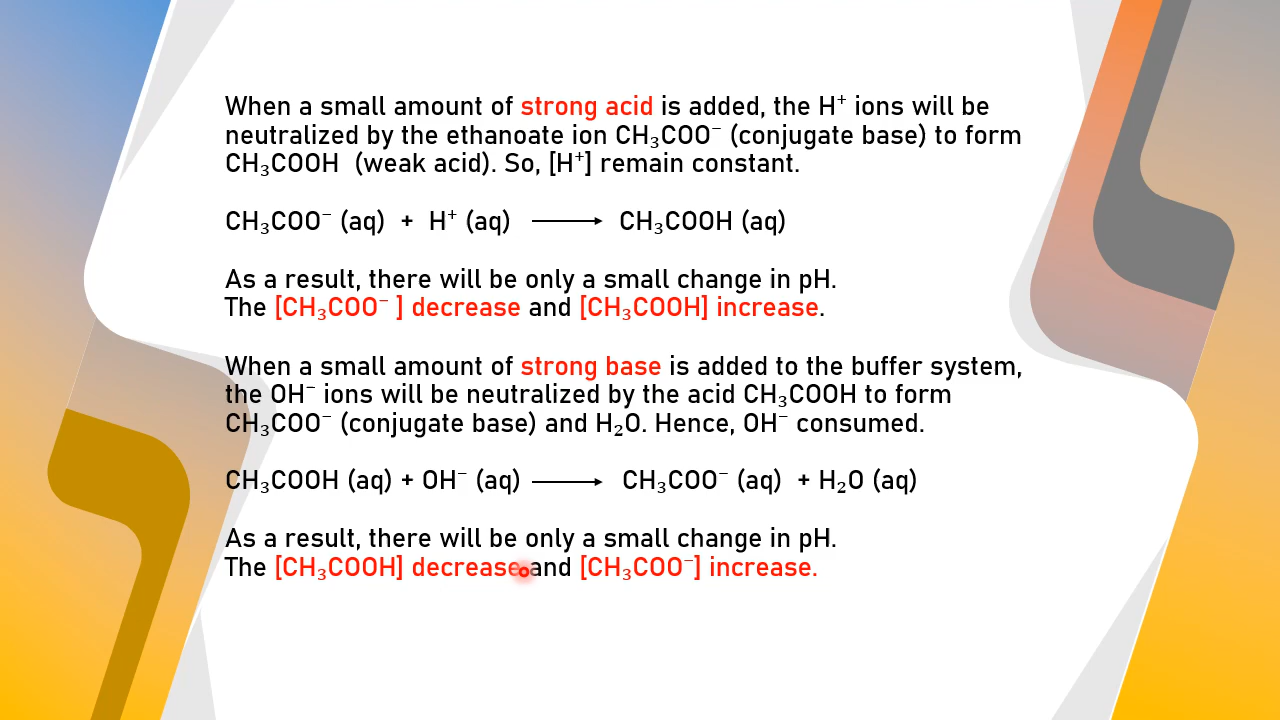 When a small amount of strong acid is added, the H⁺ ions will be
neutralized by the ethanoate ion CH₃COO⁻ (conjugate base) to form
CH₃COOH (weak acid). So, [H⁺] remain constant.
CH₃COO⁻ (aq) + H⁺ (aq) ⟶ CH₃COOH (aq)
As a result, there will be only a small change in pH.
The [CH₃COO⁻ ] decrease and [CH₃COOH] increase.
When a small amount of strong base is added to the buffer system,
the OH⁻ ions will be neutralized by the acid CH₃COOH to form
CH₃COO⁻ (conjugate base) and H₂O. Hence, OH⁻ consumed.
CH₃COOH (aq) + OH⁻ (aq) ⟶ CH₃COO⁻ (aq) + H₂O (aq)
As a result, there will be only a small change in pH.
The [CH₃COOH] decrease and [CH₃COO⁻] increase.